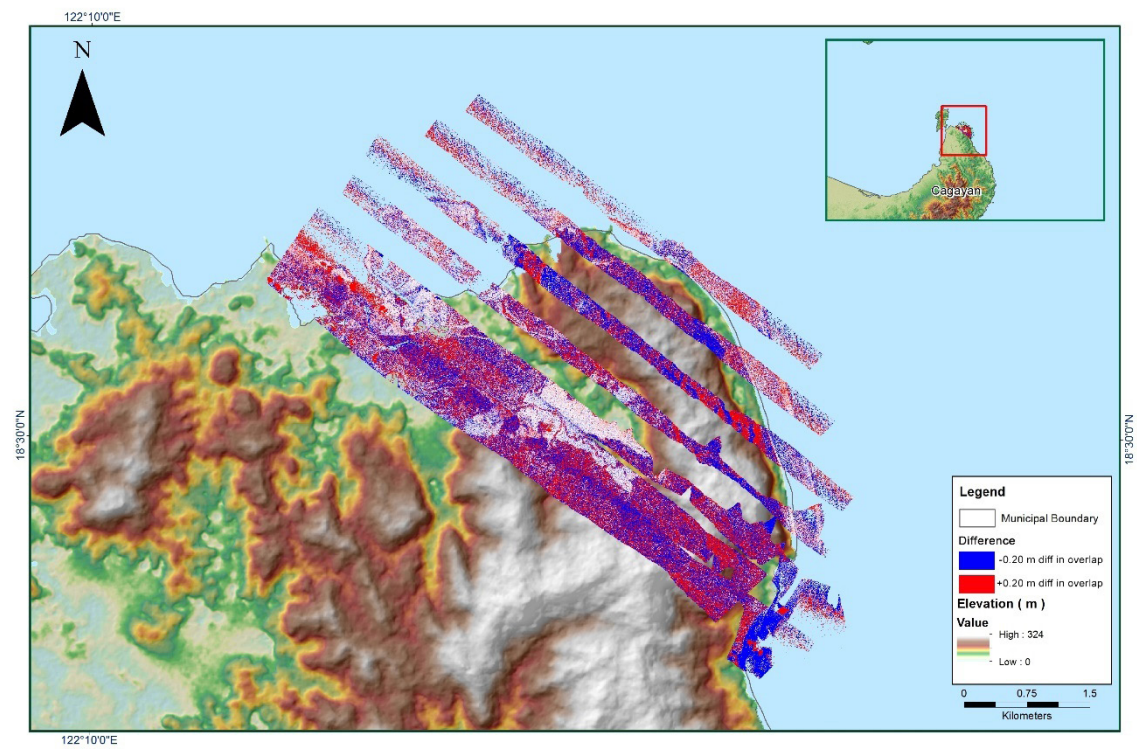 122°10'0"E
N
Cagayan
18°30'0"N
18°30'0"N
Legend
Municipal Boundary
Difference
-0.20 m diff in overlap
+0.20 m diff in overlap
Elevation ( m )
Value
High : 324
Low : 0
0 0.75 1.5
Kilometers
122°10'0"E